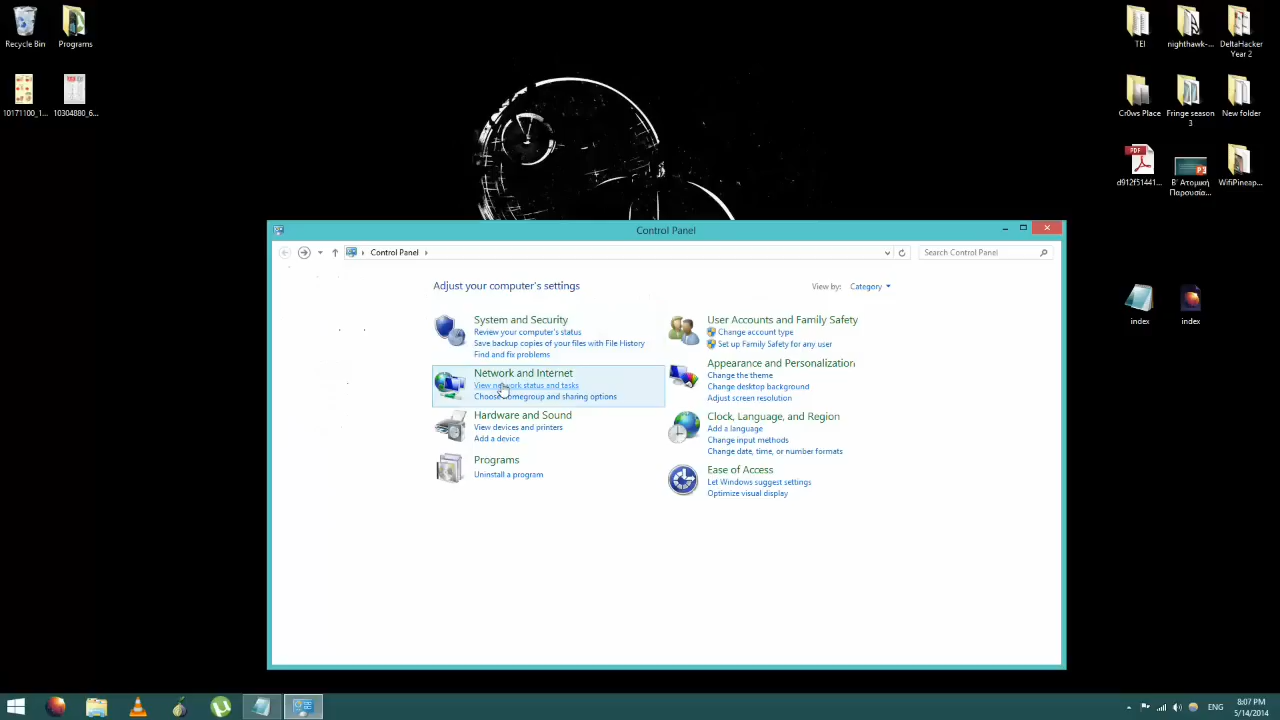 Recycle Bin
Programs
10171100_1...
10304880_6...
TEI
nighthawk-...
DeltaHacker
Year 2
Cr0ws Place
Fringe season
3
New folder
PDF
d912f51441...
Β' Ατομική
Παρουσία...
WifiPineap...
index
index
Control Panel
Control Panel
Search Control Panel
Adjust your computer's settings
View by: Category
System and Security
Review your computer's status
Save backup copies of your files with File History
Find and fix problems
Network and Internet
View network status and tasks
Choose homegroup and sharing options
Hardware and Sound
View devices and printers
Add a device
Programs
Uninstall a program
User Accounts and Family Safety
Change account type
Set up Family Safety for any user
Appearance and Personalization
Change the theme
Change desktop background
Adjust screen resolution
Clock, Language, and Region
Add a language
Change input methods
Change date, time, or number formats
Ease of Access
Let Windows suggest settings
Optimize visual display
ENG
8:07 PM
5/14/2014